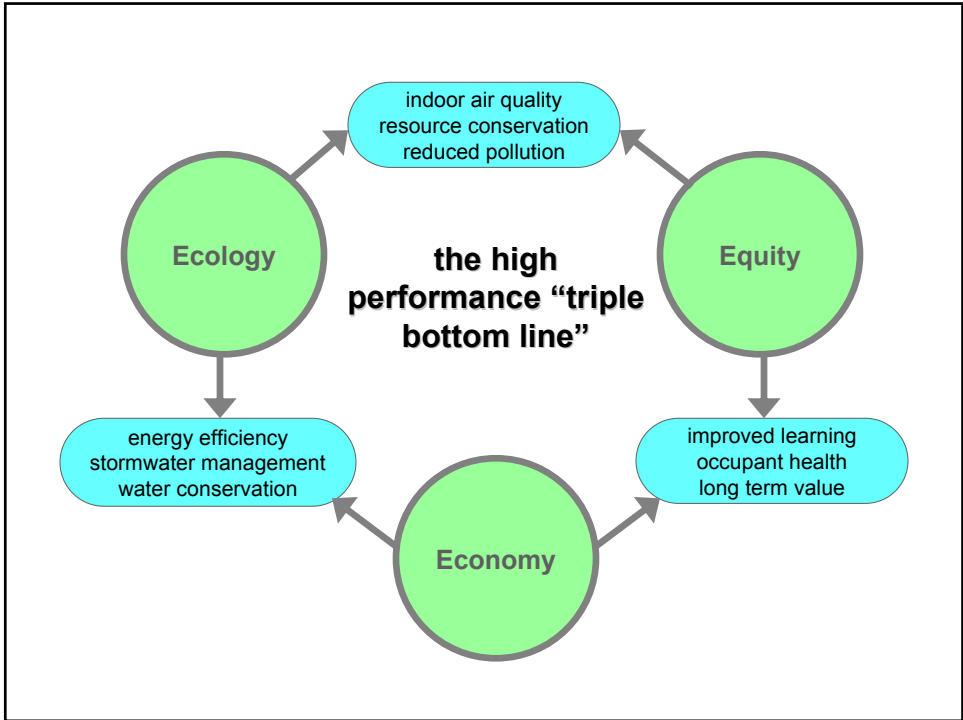 indoor air quality
resource conservation
reduced pollution
Ecology
the high
performance “triple
bottom line”
Equity
energy efficiency
stormwater management
water conservation
improved learning
occupant health
long term value
Economy